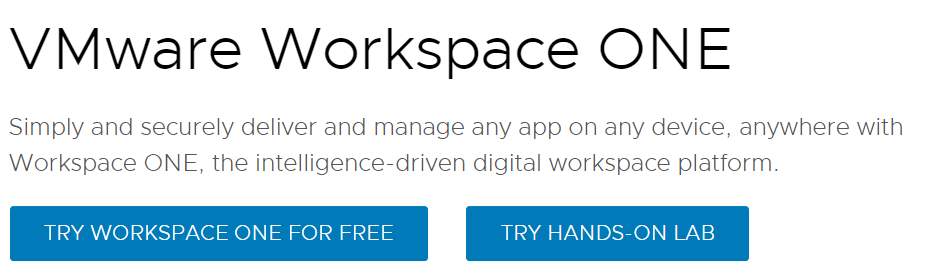 VMware Workspace ONE
Simply and securely deliver and manage any app on any device, anywhere with
Workspace ONE, the intelligence-driven digital workspace platform.
TRY WORKSPACE ONE FOR FREE
TRY HANDS-ON LAB